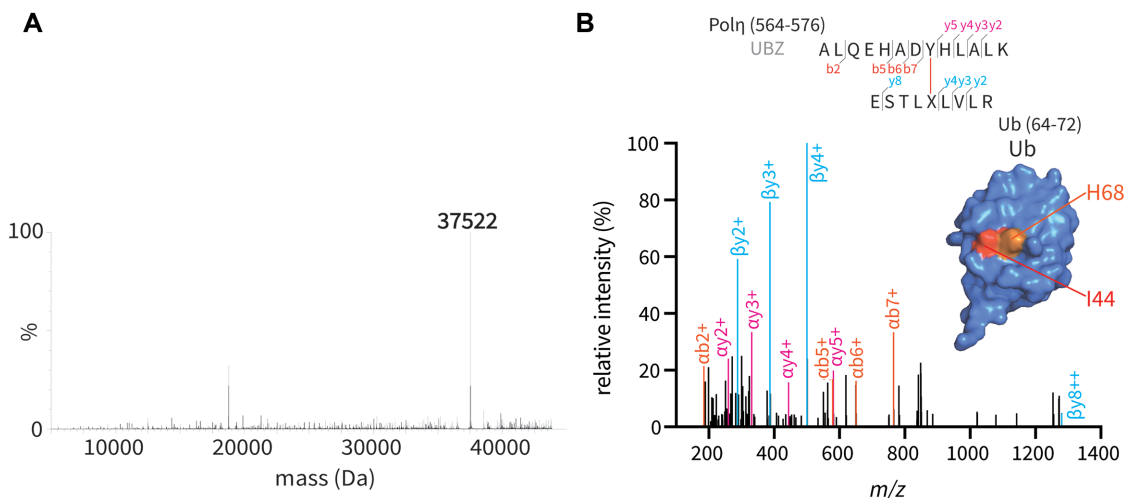 A
37522
100
%
0
10000 20000 30000 40000
mass (Da)
B
Polη (564-576)
UBZ
y5 y4 y3 y2
A L Q E H A D Y H L A L K
b2 b5 b6 b7
y8 y4 y3 y2
E S T L X L V L R
Ub (64-72)
Ub
H68
I44
relative intensity (%)
100
80
60
40
20
0
αb2+
αy2+
βy2+
αy3+
βy3+
αy4+
βy4+
αb5+
αy5+
αb6+
αb7+
βy8++
200 400 600 800 1000 1200 1400
m/z